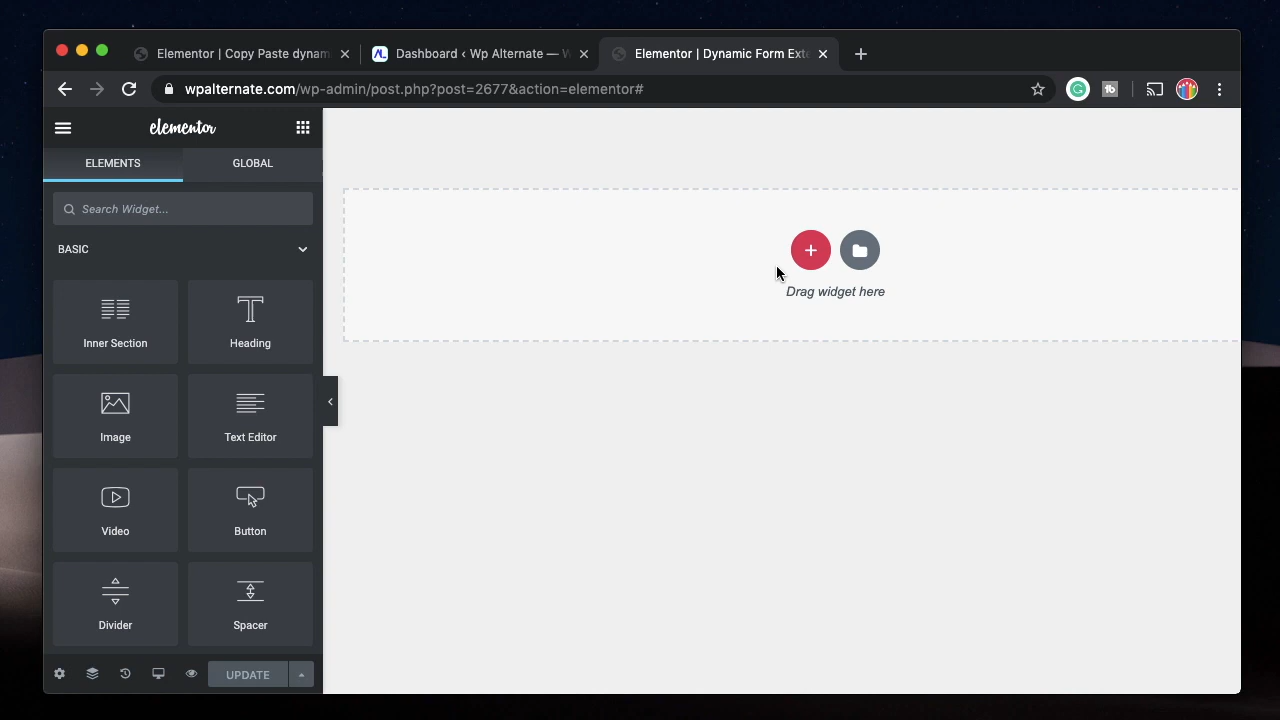 Elementor | Copy Paste dynam
Dashboard ‹ Wp Alternate — W
Elementor | Dynamic Form Exte
wpalternate.com/wp-admin/post.php?post=2677&action=elementor#
elementor
ELEMENTS
GLOBAL
Search Widget...
BASIC
Inner Section
Heading
Image
Text Editor
Video
Button
Divider
Spacer
UPDATE
Drag widget here